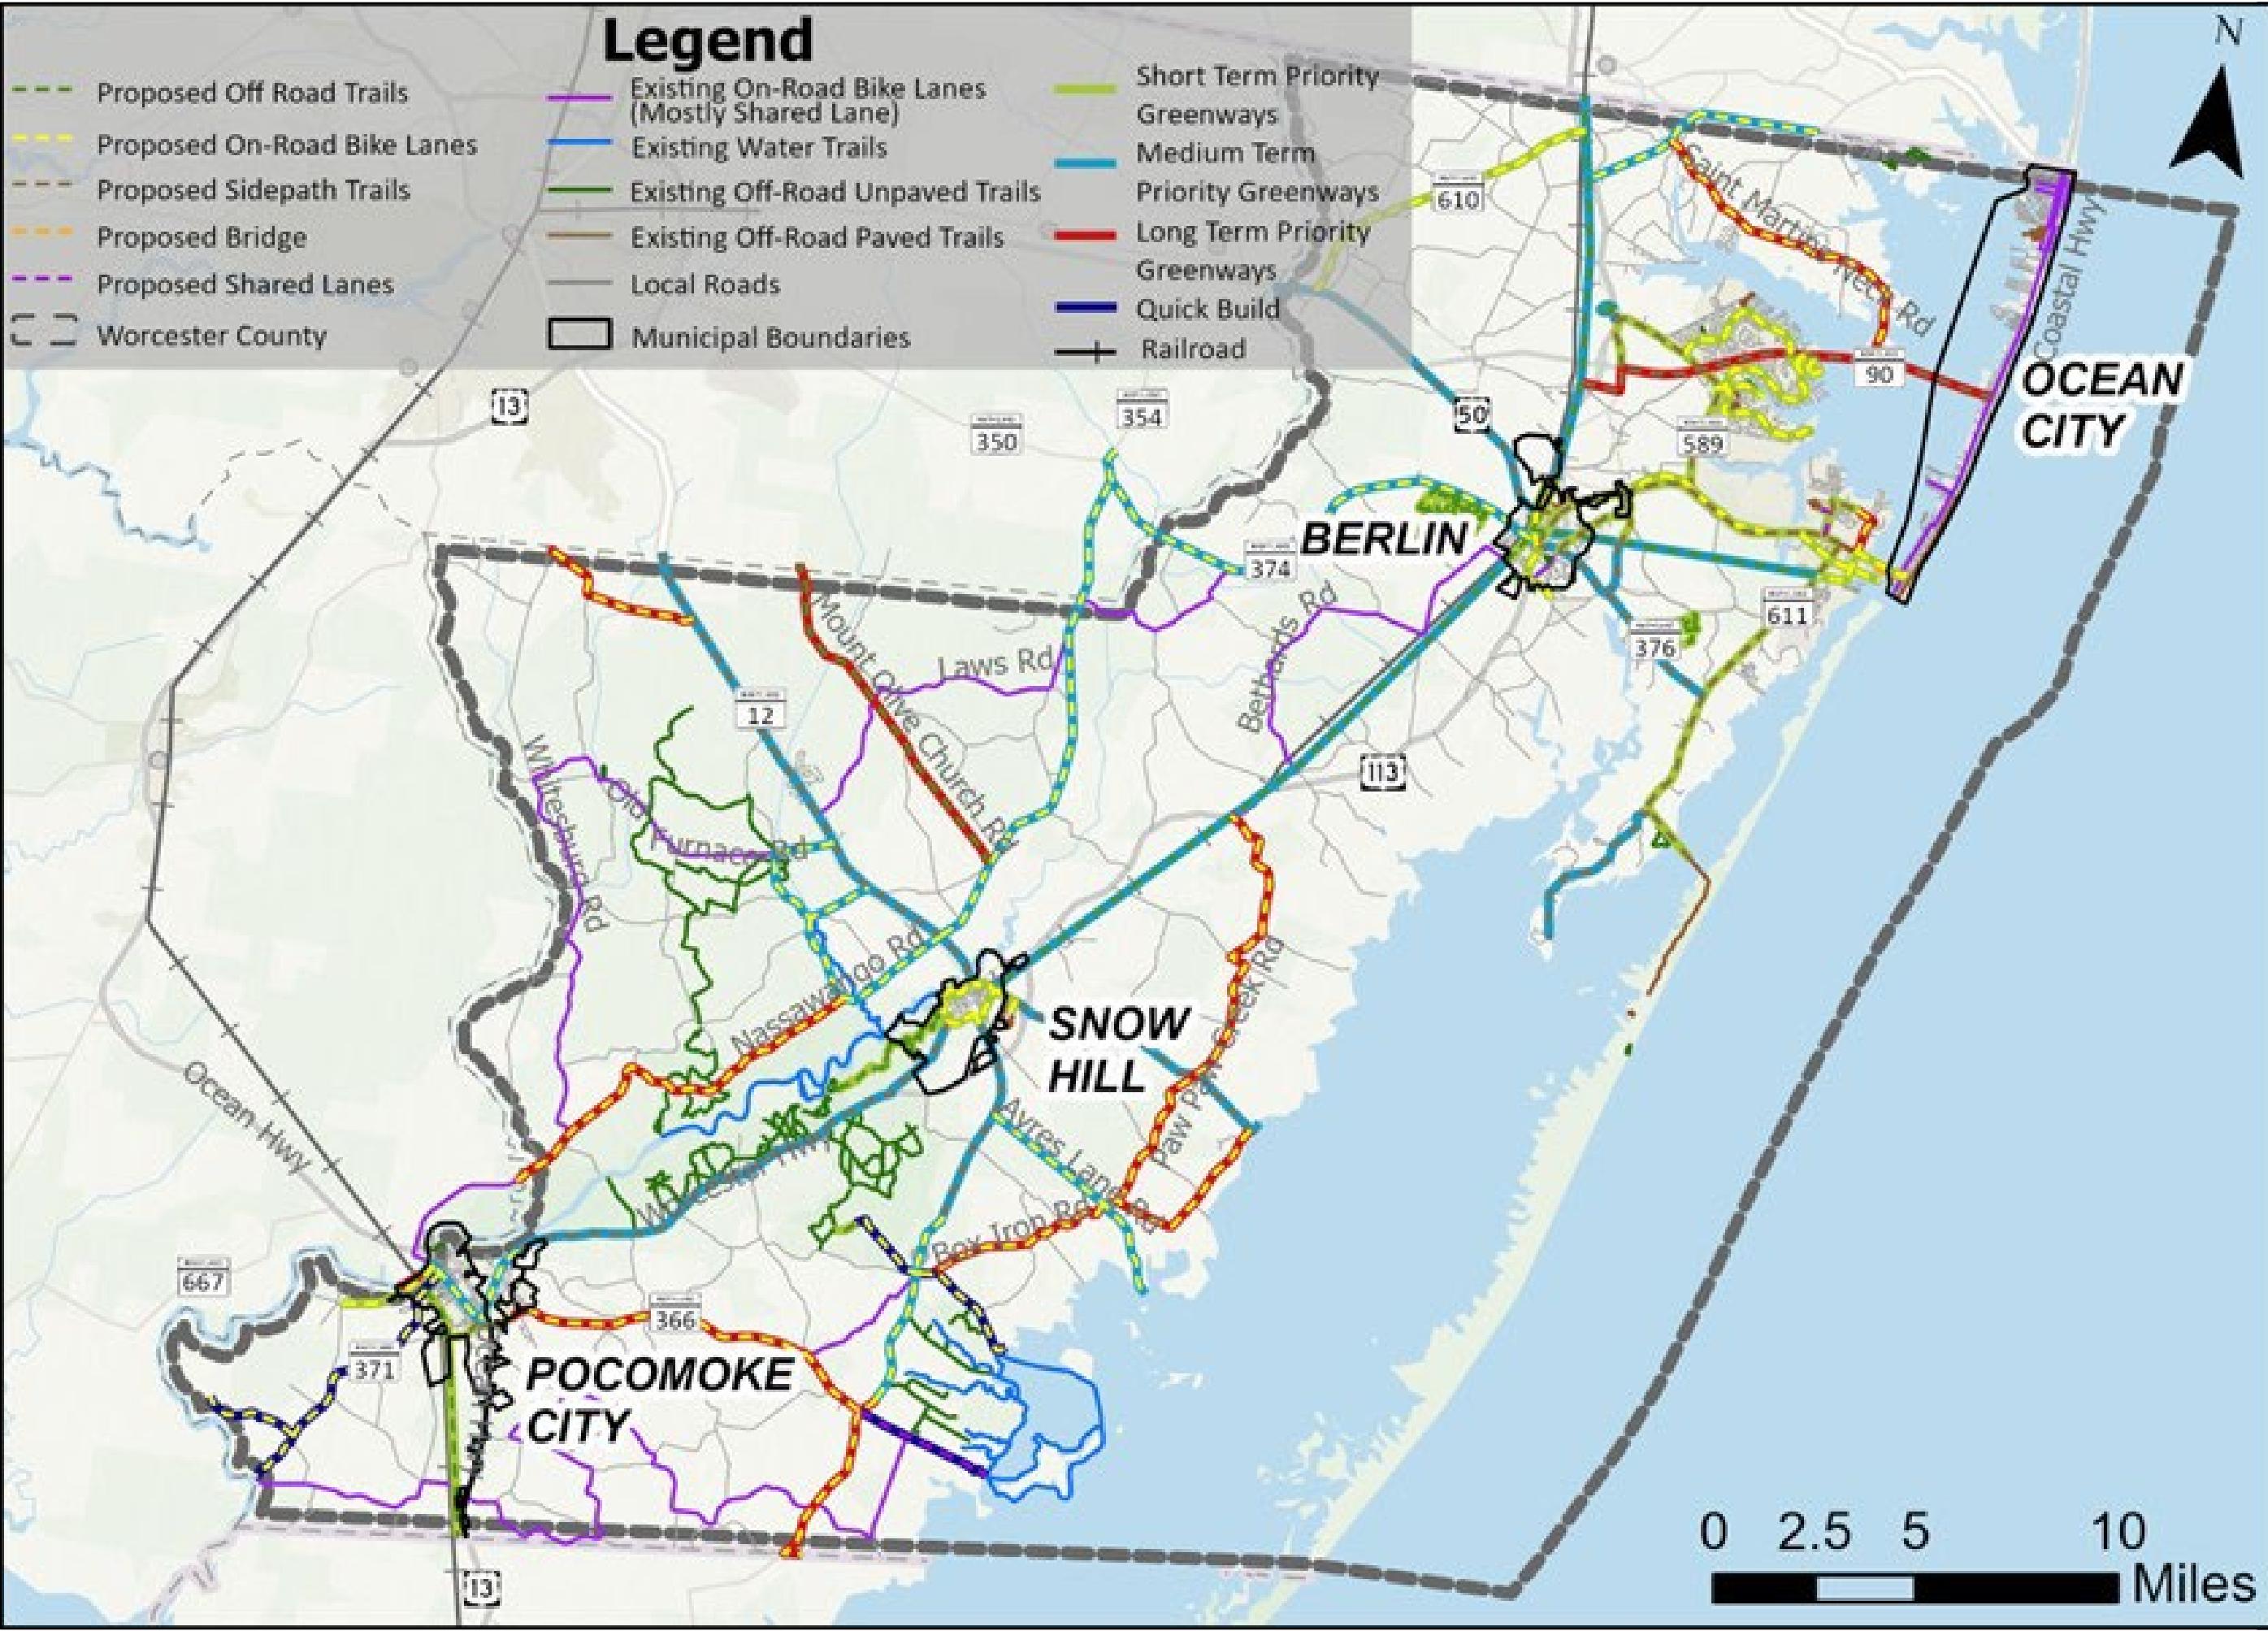 Legend
Proposed Off Road Trails
Proposed On-Road Bike Lanes
Proposed Sidepath Trails
Proposed Bridge
Proposed Shared Lanes
Worcester County
Existing On-Road Bike Lanes
(Mostly Shared Lane)
Existing Water Trails
Existing Off-Road Unpaved Trails
Existing Off-Road Paved Trails
Local Roads
Municipal Boundaries
Short Term Priority
Greenways
Medium Term
Priority Greenways
Long Term Priority
Greenways
Quick Build
Railroad
N
610
Saint Martins Neck Rd
Coastal Hwy
90
OCEAN
CITY
13
354
350
50
589
BERLIN
374
611
376
Bethards Rd
Laws Rd
Mount Olive Church Rd
12
113
Whitesburg Rd
Old Furnace Rd
Nassawango Rd
SNOW
HILL
Paw Paw Creek Rd
Ocean Hwy
Ayres Lane Rd
Worcester Hwy
Box Iron Rd
667
366
371
POCOMOKE
CITY
13
0 2.5 5 10
Miles